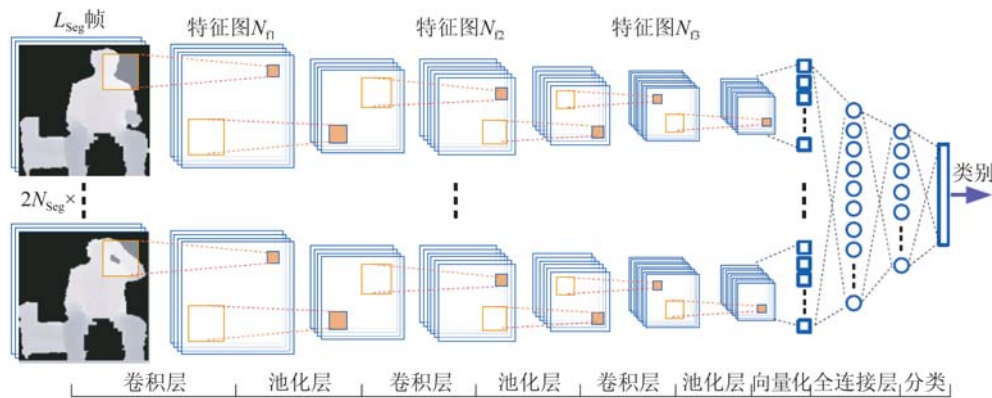 L_Seg帧
特征图N_f1
特征图N_f2
特征图N_f3
2N_Seg×
类别
卷积层 池化层 卷积层 池化层 卷积层 池化层 向量化 全连接层 分类